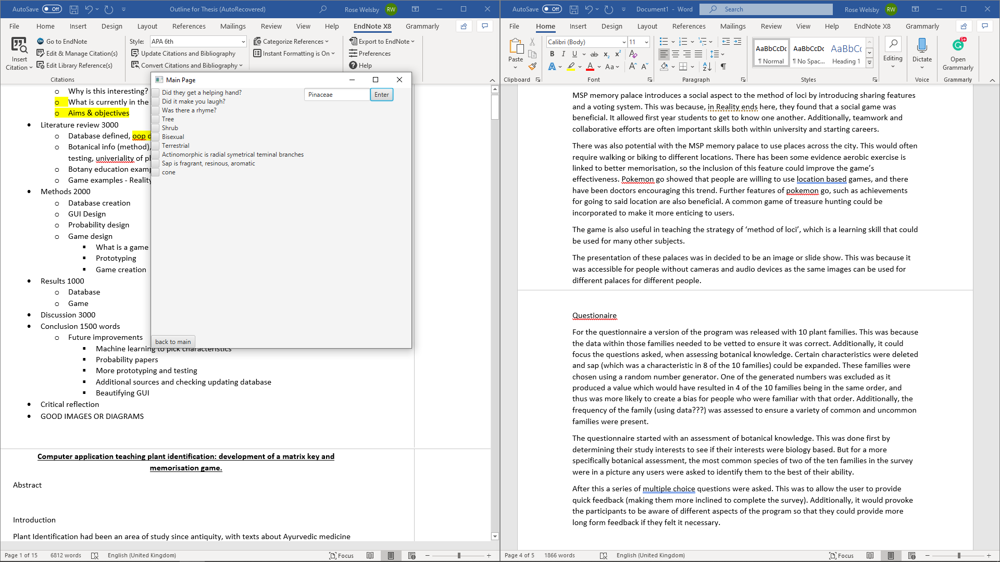 AutoSave Off Outline for Thesis (AutoRecovered) Rose Welsby RW
File Home Insert Design Layout References Mailings Review View Help EndNote X8 Grammarly
Insert Citation
Go to EndNote
Edit & Manage Citation(s)
Edit Library Reference(s)
Citations
Style: APA 6th
Update Citations and Bibliography
Convert Citations and Bibliography
Categorize References
Instant Formatting is On
Export to EndNote
Preferences
Help
Why is this interesting?
What is currently in the
Aims & objectives
Literature review 3000
Database defined, oop d
Botanical info (method),
testing, univeriality of pl
Botany education examp
Game examples - Reality
Methods 2000
Database creation
GUI Design
Probability design
Game design
What is a game
Prototyping
Game creation
Results 1000
Database
Game
Discussion 3000
Conclusion 1500 words
Future improvements
Machine learning to pick characteristics
Probability papers
More prototyping and testing
Additional sources and checking updating database
Beautifying GUI
Critical reflection
GOOD IMAGES OR DIAGRAMS
Computer application teaching plant identification: development of a matrix key and
memorisation game.
Abstract
Introduction
Plant Identification had been an area of study since antiquity, with texts about Ayurvedic medicine
Page 1 of 15 6812 words English (United Kingdom) Focus
Main Page
Did they get a helping hand?
Did it make you laugh?
Was there a rhyme?
Tree
Shrub
Bisexual
Terrestrial
Actinomorphic is radial symetrical teminal branches
Sap is fragrant, resinous, aromatic
cone
Pinaceae Enter
back to main
AutoSave Off Document1 - Word Search Rose Welsby RW
File Home Insert Design Layout References Mailings Review View Help EndNote X8 Grammarly
Paste
Clipboard
Calibri (Body) 11
B I U ab x2 x2
A A Aa A A
Font
Paragraph
AaBbCcDc AaBbCcDc AaBbCc
¶ Normal ¶ No Spac... Heading 1
Styles
Editing
Dictate
Voice
5+
Open Grammarly
Grammarly
MSP memory palace introduces a social aspect to the method of loci by introducing sharing features
and a voting system. This was because, in Reality ends here, they found that a social game was
beneficial. It allowed first year students to get to know one another. Additionally, teamwork and
collaborative efforts are often important skills both within university and starting careers.
There was also potential with the MSP memory palace to use places across the city. This would often
require walking or biking to different locations. There has been some evidence aerobic exercise is
linked to better memorisation, so the inclusion of this feature could improve the game’s
effectiveness. Pokemon go showed that people are willing to use location based games, and there
have been doctors encouraging this trend. Further features of pokemon go, such as achievements
for going to said location are also beneficial. A common game of treasure hunting could be
incorporated to make it more enticing to users.
The game is also useful in teaching the strategy of ‘method of loci’, which is a learning skill that could
be used for many other subjects.
The presentation of these palaces was in decided to be an image or slide show. This was because it
was accessible for people without cameras and audio devices as the same images can be used for
different palaces for different people.
Questionaire
For the questionnaire a version of the program was released with 10 plant families. This was because
the data within those families needed to be vetted to ensure it was correct. Additionally, it could
focus the questions asked, when assessing botanical knowledge. Certain characteristics were deleted
and sap (which was a characteristic in 8 of the 10 families) could be expanded. These families were
chosen using a random number generator. One of the generated numbers was excluded as it
produced a value which would have resulted in 4 of the 10 families being in the same order, and
thus was more likely to create a bias for people who were familiar with that order. Additionally, the
frequency of the family (using data???) was assessed to ensure a variety of common and uncommon
families were present.
The questionnaire started with an assessment of botanical knowledge. This was done first by
determining their study interests to see if their interests were biology based. But for a more
specifically botanical assessment, the most common species of two of the ten families in the survey
were in a picture any users were asked to identify them to the best of their ability.
After this a series of multiple choice questions were asked. This was to allow the user to provide
quick feedback (making them more inclined to complete the survey). Additionally, it would provoke
the participants to be aware of different aspects of the program so that they could provide more
long form feedback if they felt it necessary.
Page 4 of 5 1866 words English (United Kingdom) Focus